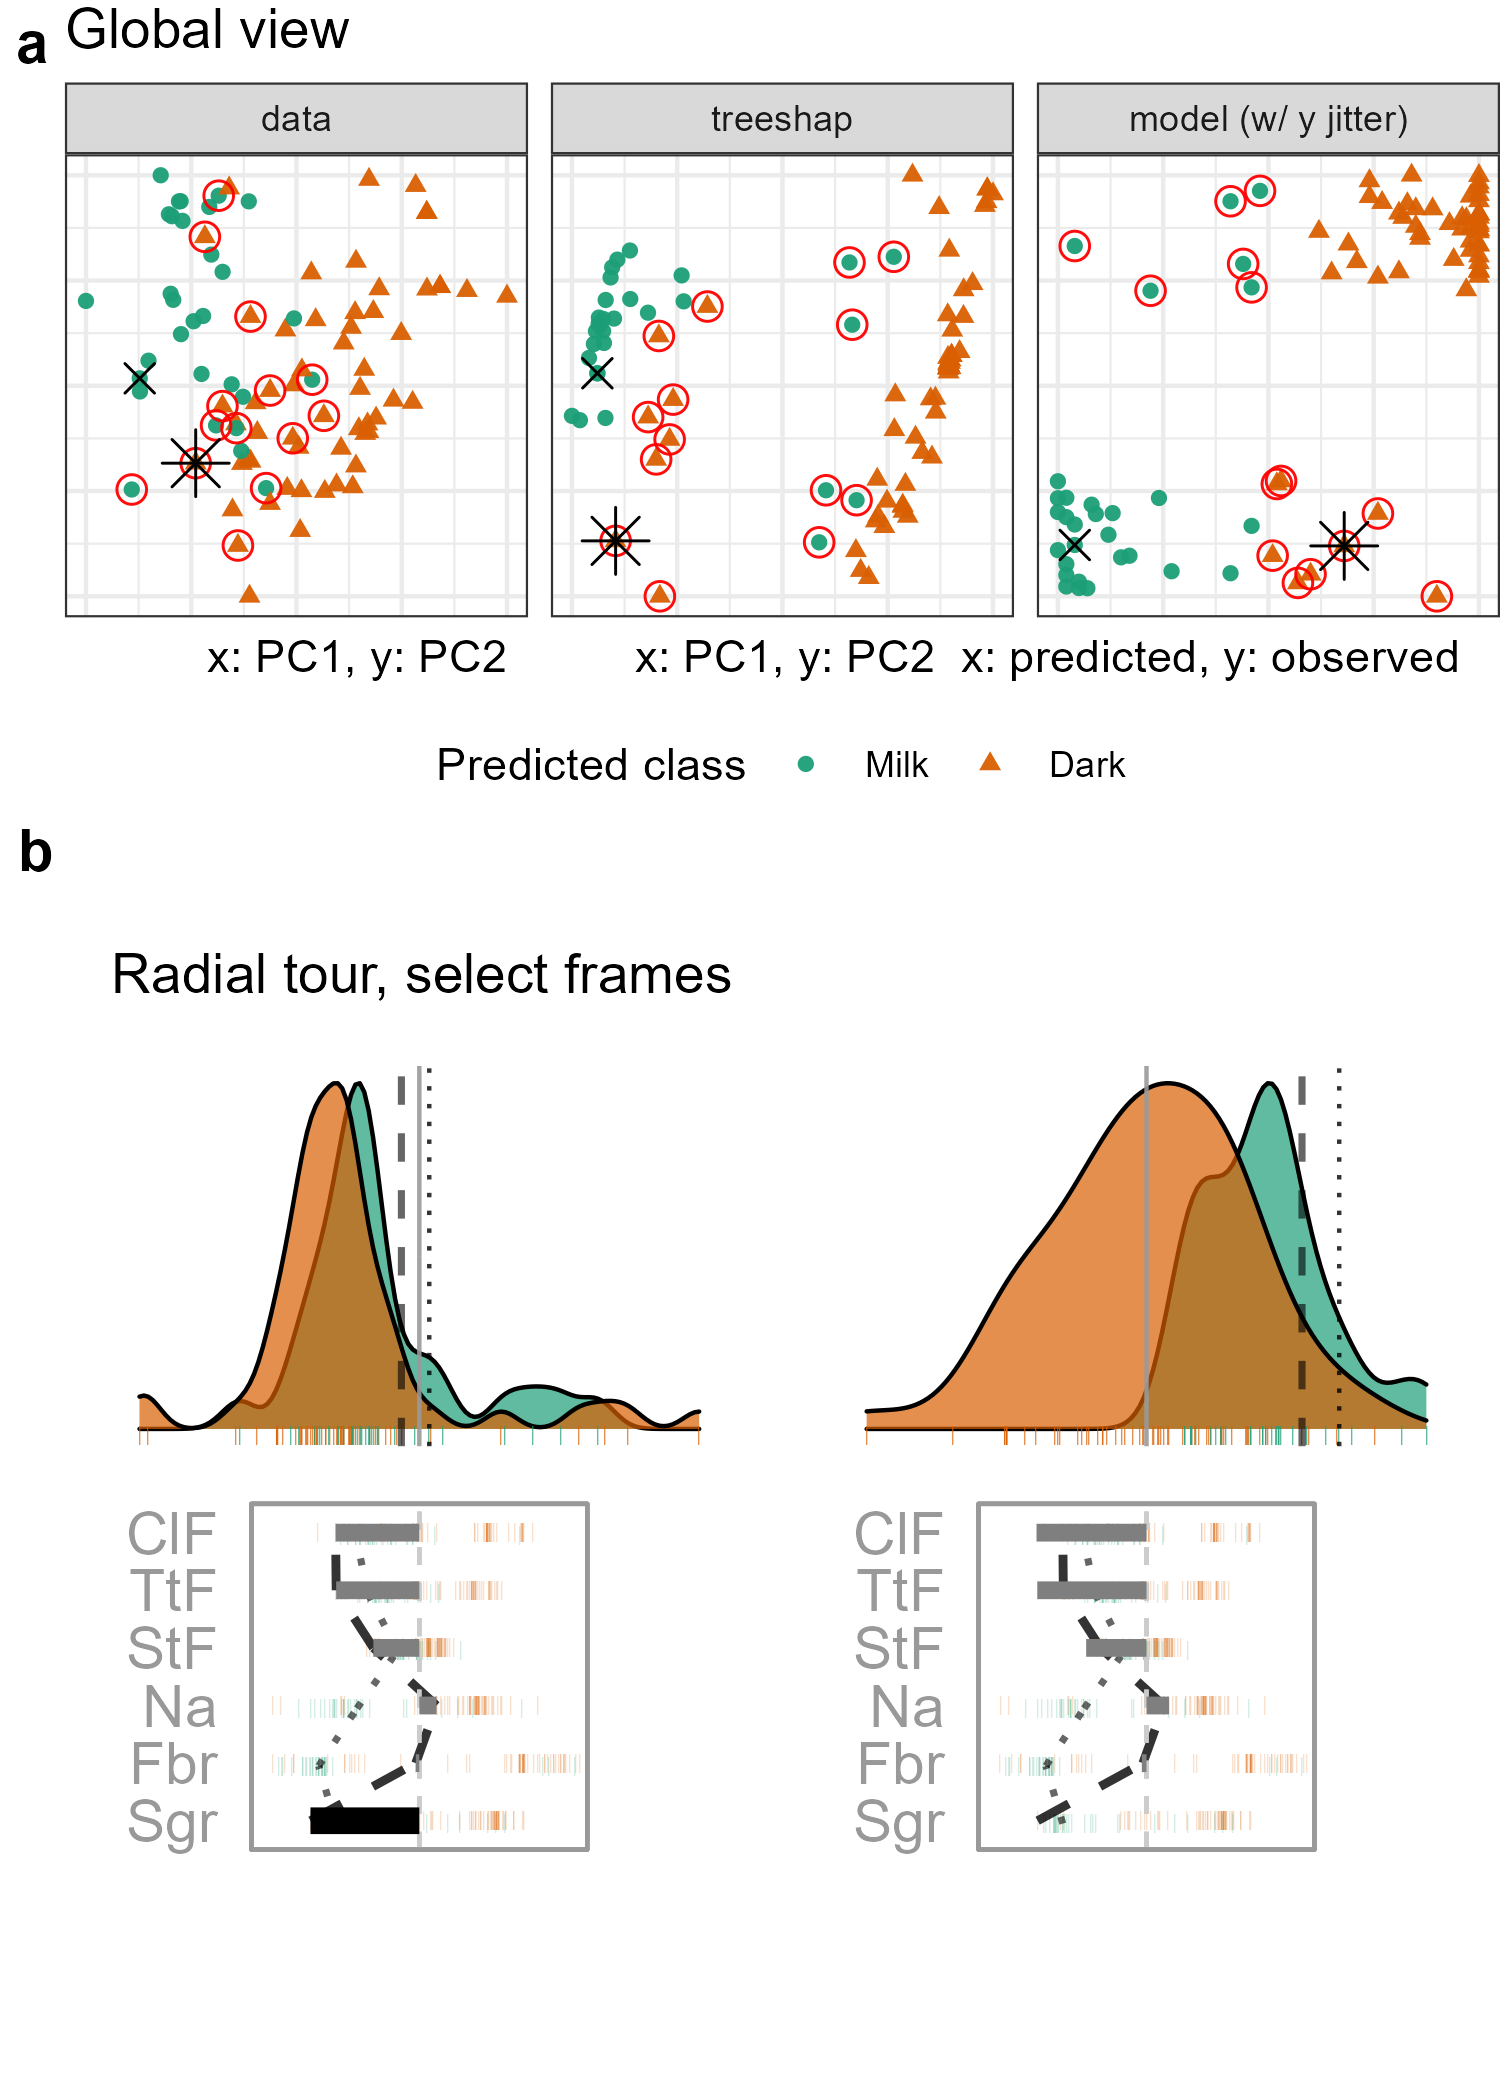 a Global view
data treeshap model (w/ y jitter)
x: PC1, y: PC2 x: PC1, y: PC2 x: predicted, y: observed
Predicted class Milk Dark
b
Radial tour, select frames
ClF ClF
TtF TtF
StF StF
Na Na
Fbr Fbr
Sgr Sgr